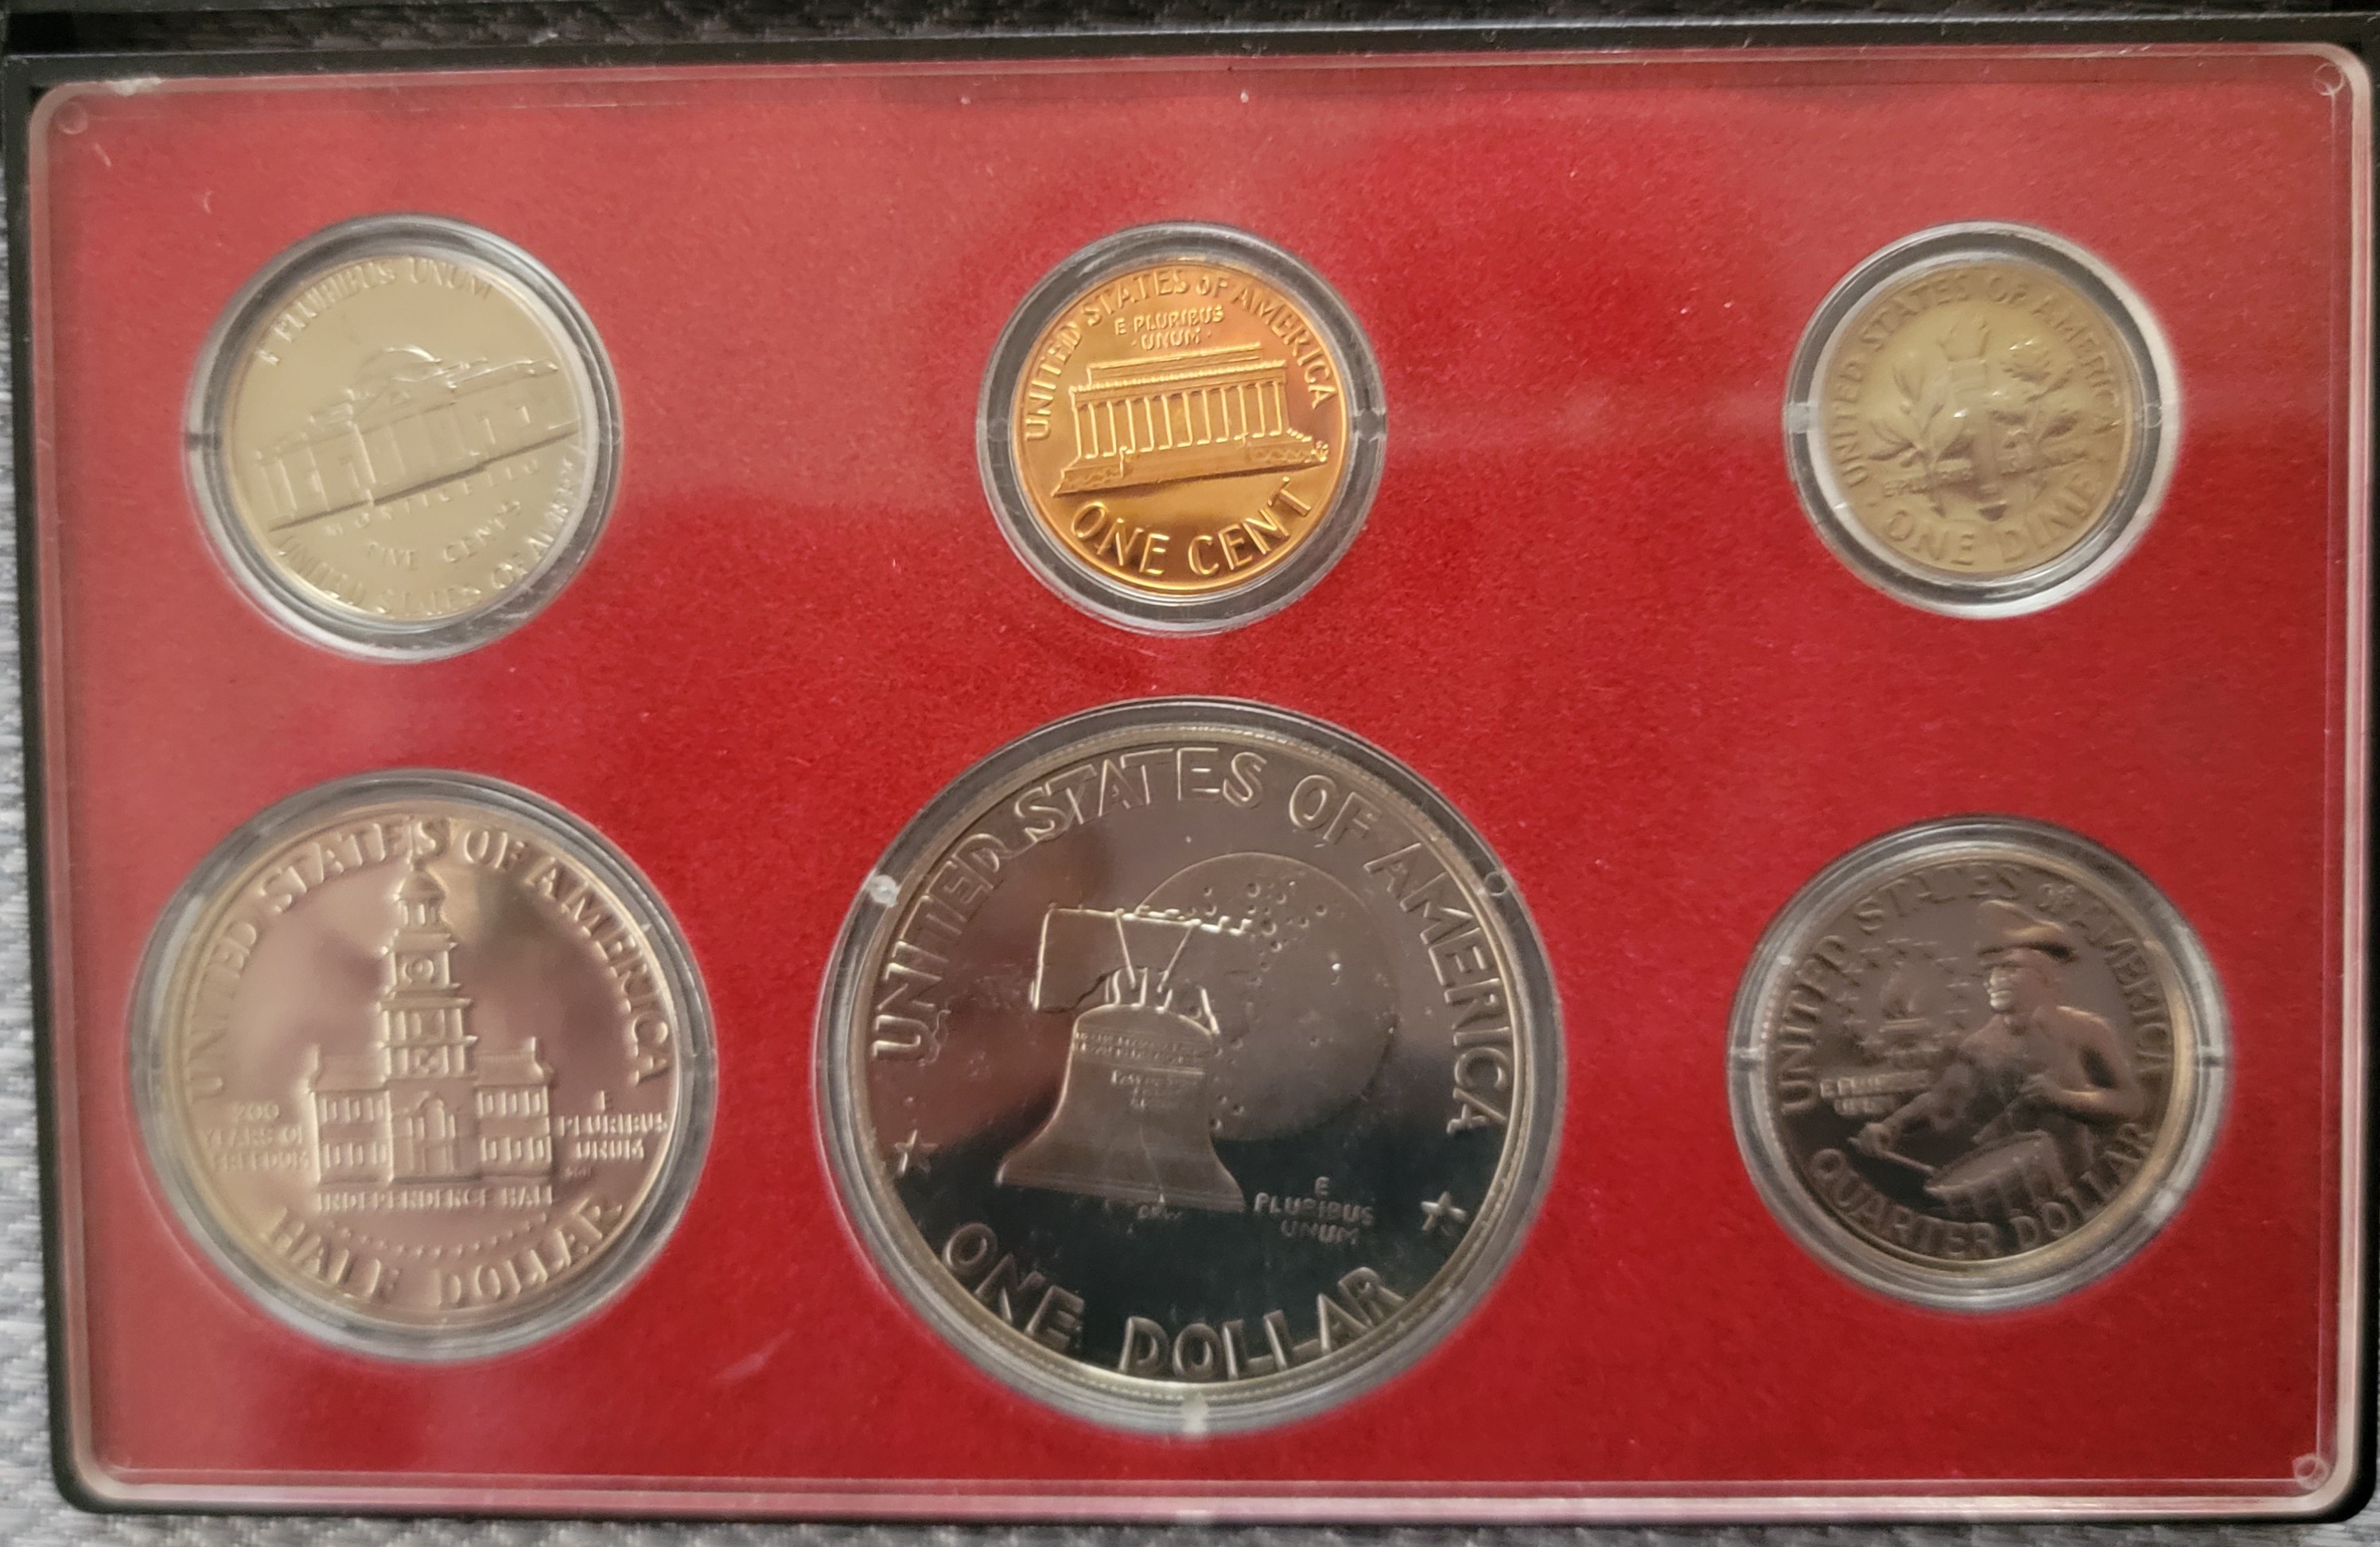 E PLURIBUS UNUM
MONTICELLO
FIVE CENTS
UNITED STATES OF AMERICA
UNITED STATES OF AMERICA
E PLURIBUS
·UNUM·
ONE CENT
UNITED STATES OF AMERICA
· ONE DIME ·
UNITED STATES OF AMERICA
200
YEARS OF
FREEDOM
E
PLURIBUS
UNUM
INDEPENDENCE HALL
HALF DOLLAR
UNITED STATES OF AMERICA
E
PLURIBUS
UNUM
ONE DOLLAR
UNITED STATES OF AMERICA
E PLURIBUS
UNUM
QUARTER DOLLAR